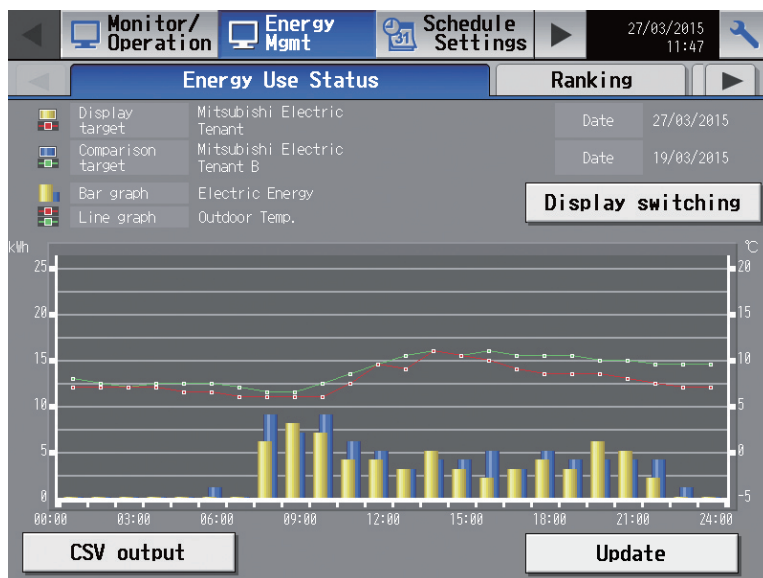 Monitor/
Operation
Energy
Mgmt
31
Schedule
Settings
27/03/2015
11:47
Energy Use Status
Ranking
Display
target
Mitsubishi Electric
Tenant
Date
27/03/2015
Comparison
target
Mitsubishi Electric
Tenant B
Date
19/03/2015
Bar graph
Electric Energy
Line graph
Outdoor Temp.
Display switching
kWh
℃
25
20
20
15
15
10
10
5
5
0
0
-5
00:00 03:00 06:00 09:00 12:00 15:00 18:00 21:00 24:00
CSV output
Update